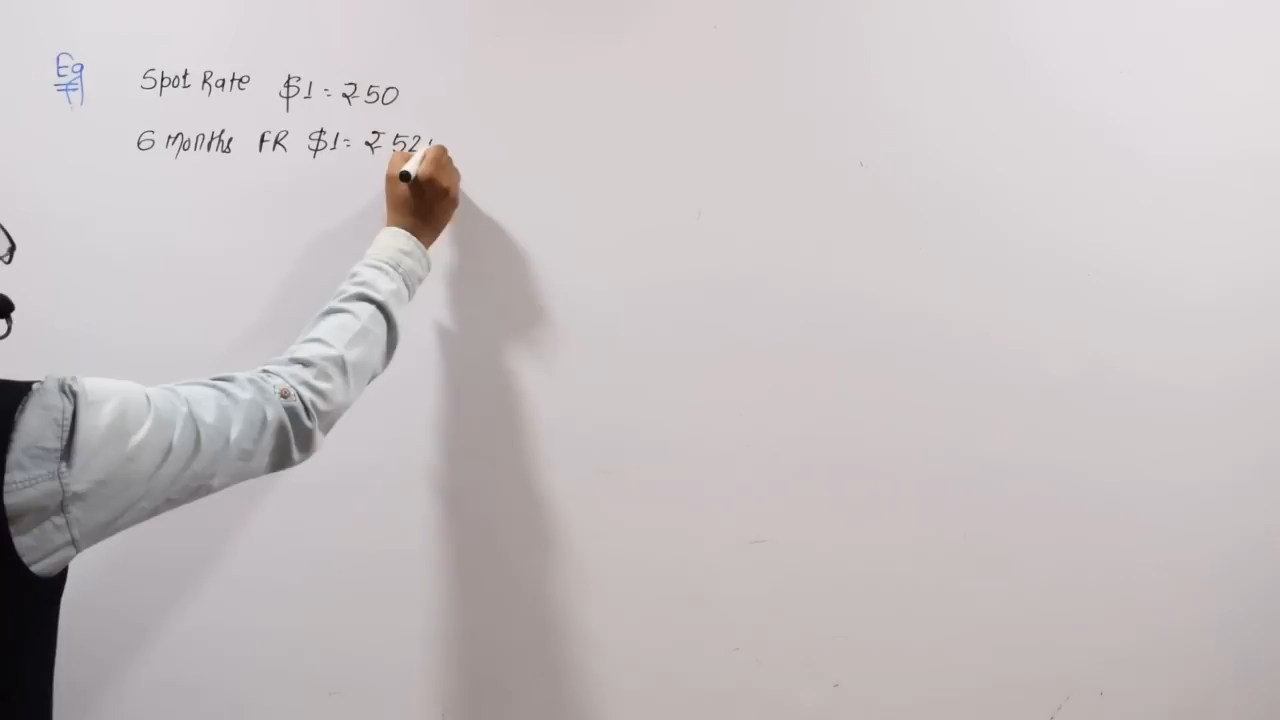 Eg
Spot Rate $1 = ₹50
6 Months FR $1 = ₹52